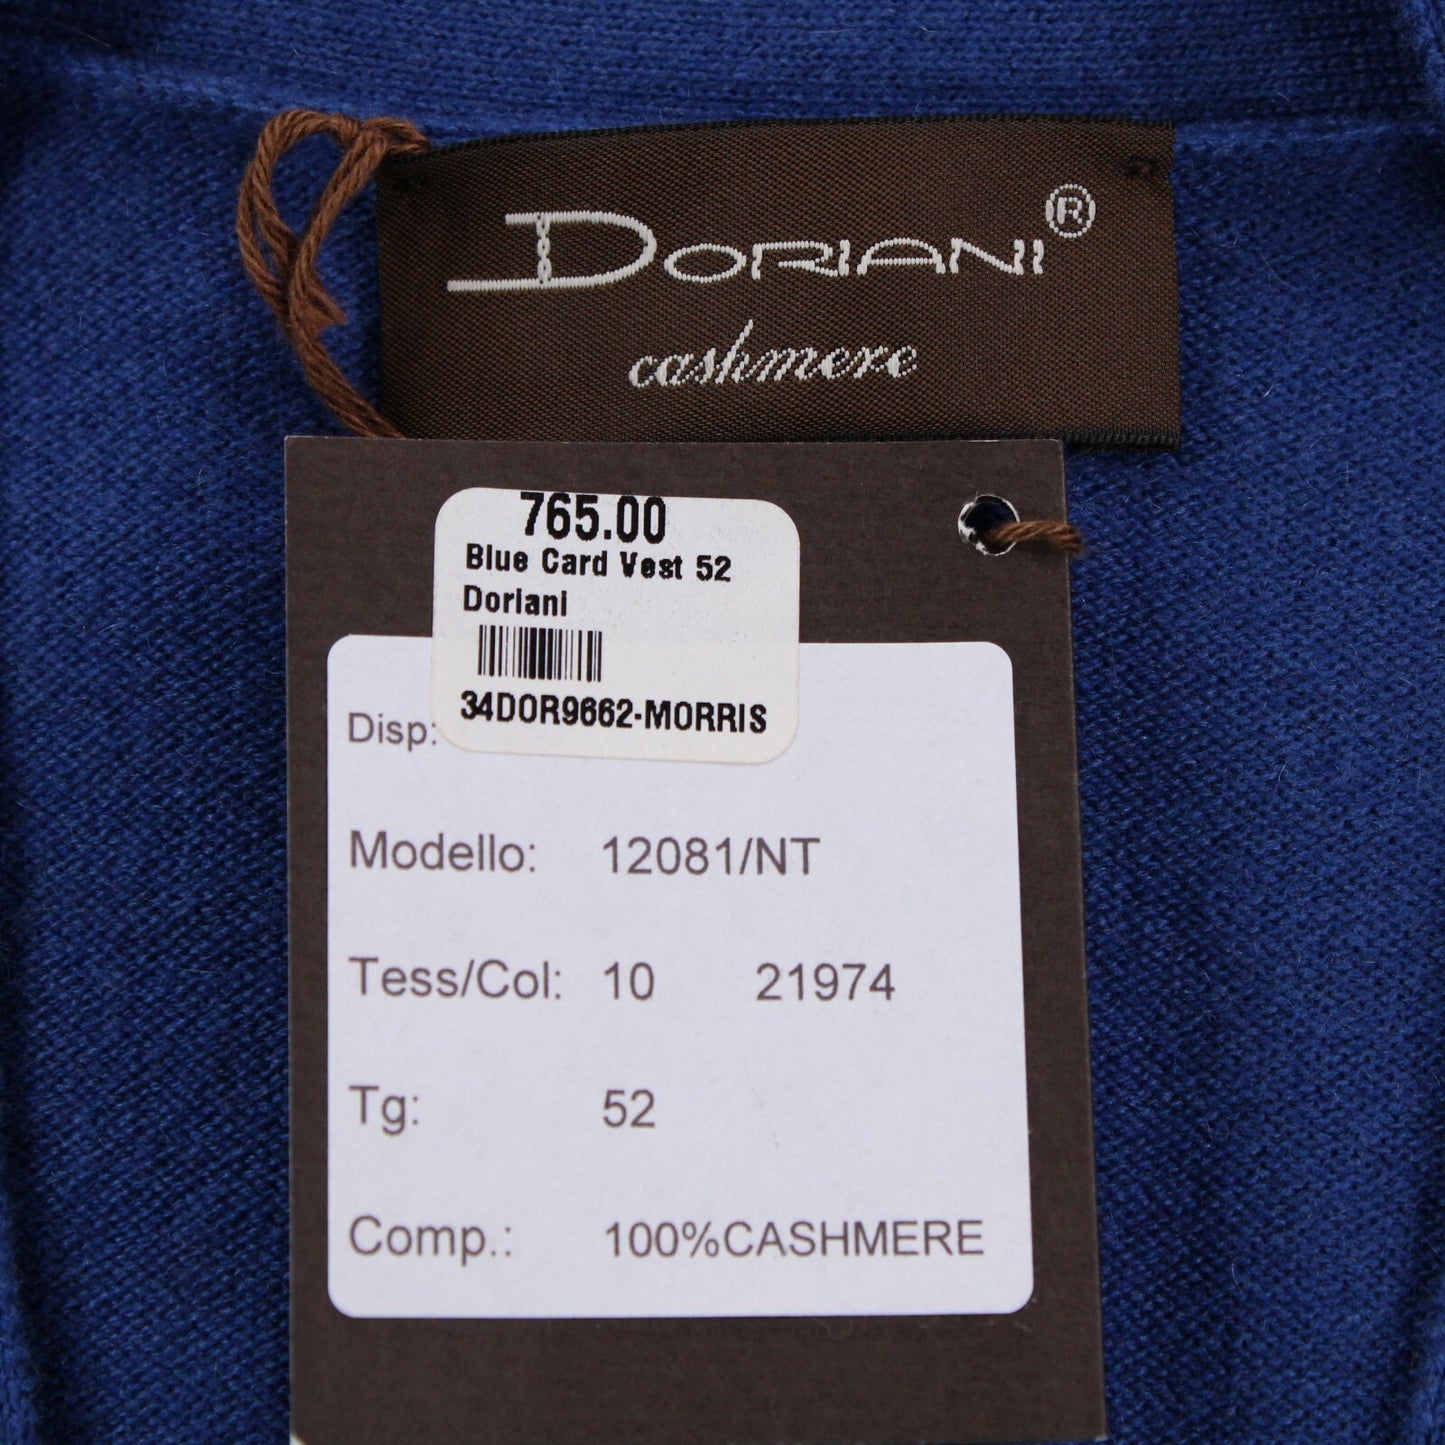 DORIANI®
cashmere
765.00
Blue Card Vest 52
Doriani
34DOR9662-MORRIS
Disp:
Modello: 12081/NT
Tess/Col: 10 21974
Tg: 52
Comp.: 100%CASHMERE